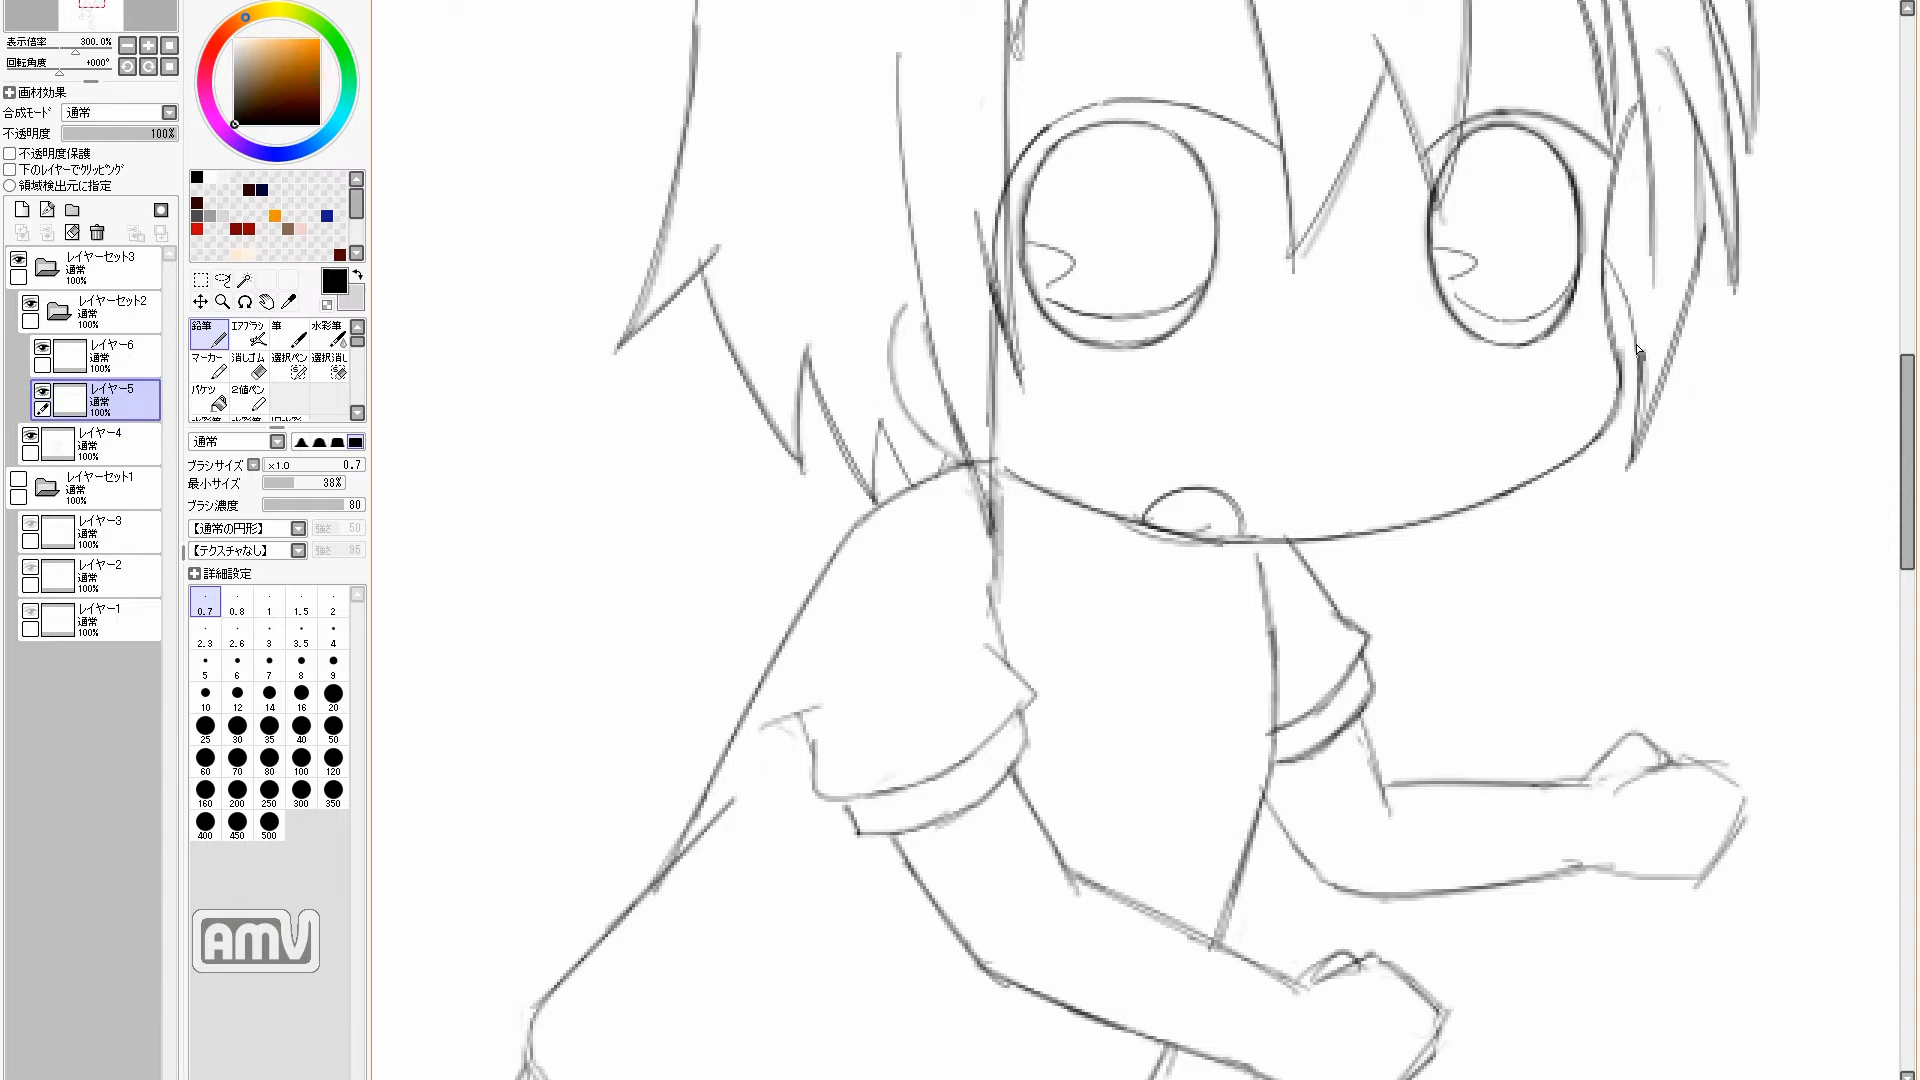 表示倍率 300.0%
回転角度 +000°
画材効果
合成ﾓｰﾄﾞ 通常
不透明度 100%
不透明度保護
下のﾚｲﾔｰでｸﾘｯﾋﾟﾝｸﾞ
領域検出元に指定
レイヤーセット3
通常
100%
レイヤーセット2
通常
100%
レイヤー6
通常
100%
レイヤー5
通常
100%
レイヤー4
通常
100%
レイヤーセット1
通常
100%
レイヤー3
通常
100%
レイヤー2
通常
100%
レイヤー1
通常
100%
鉛筆 ｴｱﾌﾞﾗｼ 筆 水彩筆
マーカー 消しゴム 選択ペン 選択消し
バケツ 2値ペン
通常
ブラシサイズ ×1.0 0.7
最小サイズ 38%
ブラシ濃度 80
【通常の円形】 強さ 50
【テクスチャなし】 強さ 95
詳細設定
0.7 0.8 1 1.5 2
2.3 2.6 3 3.5 4
5 6 7 8 9
10 12 14 16 20
25 30 35 40 50
60 70 80 100 120
160 200 250 300 350
400 450 500
AMV